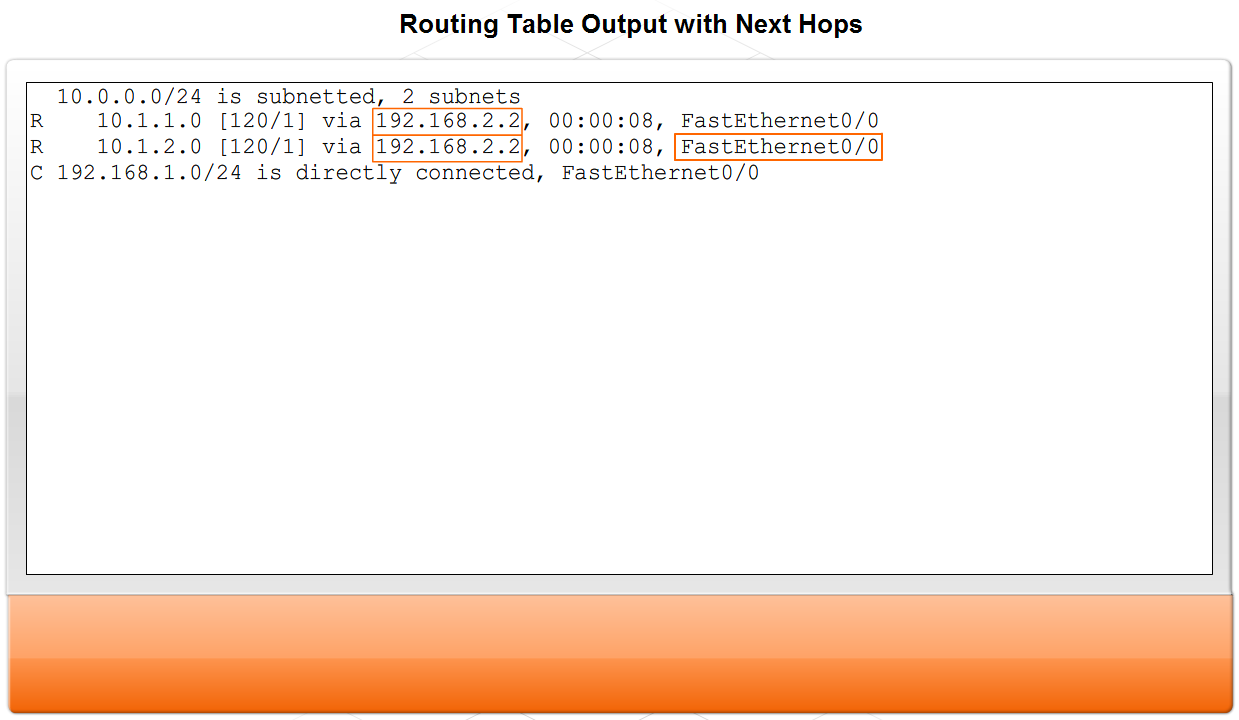 Routing Table Output with Next Hops
10.0.0.0/24 is subnetted, 2 subnets
R 10.1.1.0 [120/1] via 192.168.2.2, 00:00:08, FastEthernet0/0
R 10.1.2.0 [120/1] via 192.168.2.2, 00:00:08, FastEthernet0/0
C 192.168.1.0/24 is directly connected, FastEthernet0/0